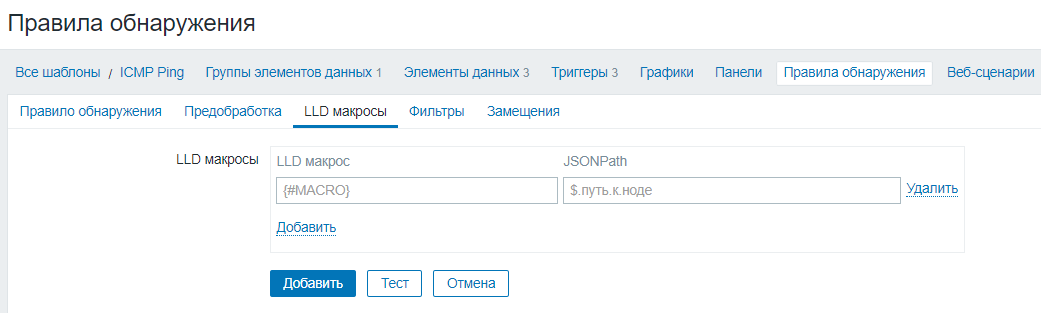 Правила обнаружения
Все шаблоны / ICMP Ping Группы элементов данных 1 Элементы данных 3 Триггеры 3 Графики Панели Правила обнаружения Веб-сценарии
Правило обнаружения Предобработка LLD макросы Фильтры Замещения
LLD макросы LLD макрос JSONPath
{#MACRO} $.путь.к.ноде Удалить
Добавить
Добавить Тест Отмена